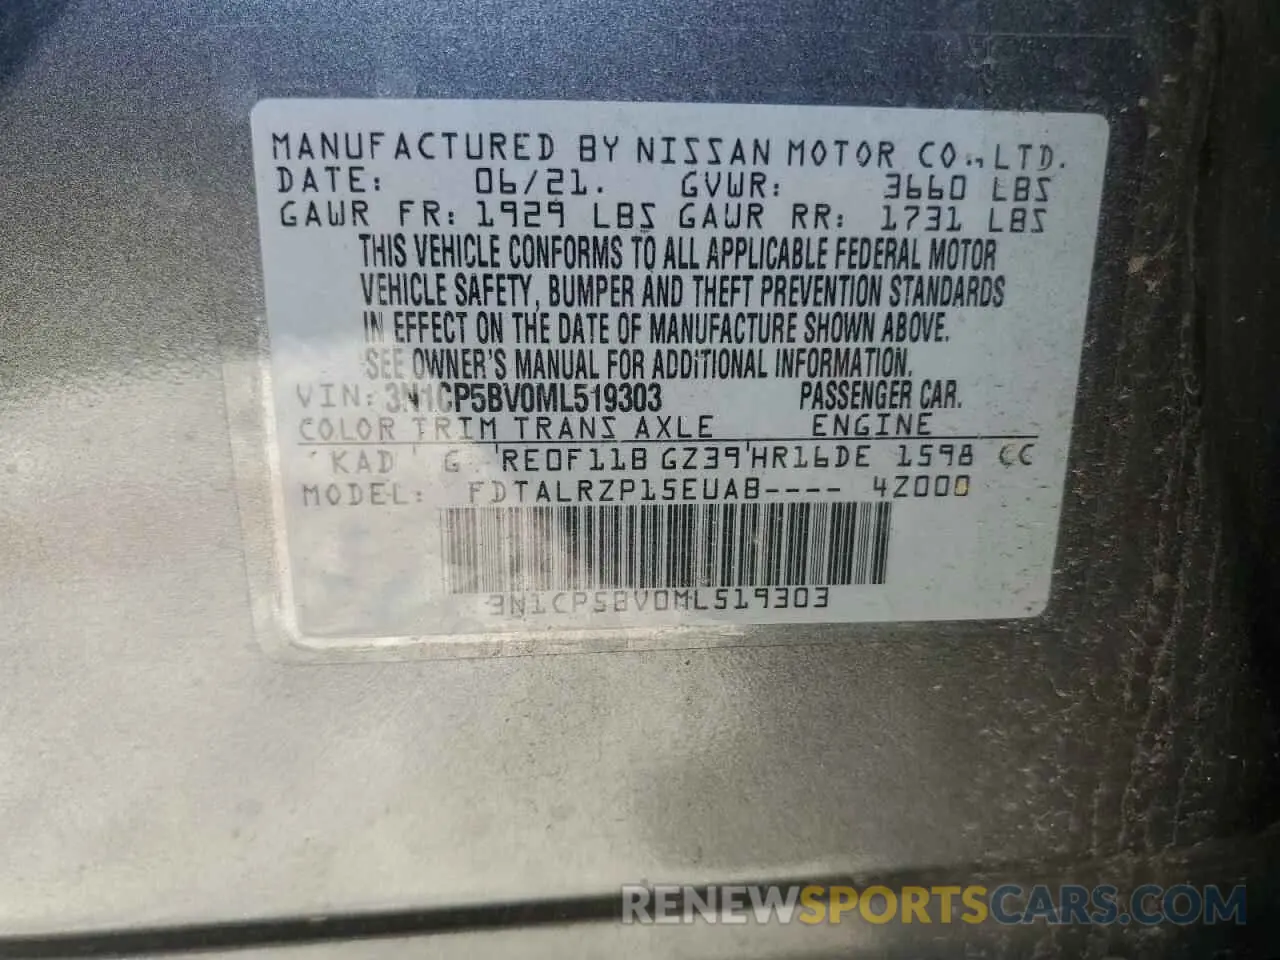 MANUFACTURED BY NISSAN MOTOR CO., LTD.
DATE: 06/21. GVWR: 3660 LBS
GAWR FR: 1929 LBS GAWR RR: 1731 LBS
THIS VEHICLE CONFORMS TO ALL APPLICABLE FEDERAL MOTOR
VEHICLE SAFETY, BUMPER AND THEFT PREVENTION STANDARDS
IN EFFECT ON THE DATE OF MANUFACTURE SHOWN ABOVE.
SEE OWNER'S MANUAL FOR ADDITIONAL INFORMATION.
VIN: 3N1CP5BV0ML519303 PASSENGER CAR.
COLOR TRIM TRANS AXLE ENGINE
KAD G RE0F11B GZ39 HR16DE 1598 CC
MODEL: FDTALRZP15EUAB---- 4Z000
3N1CP5BV0ML519303
RENEWSPORTSCARS.COM